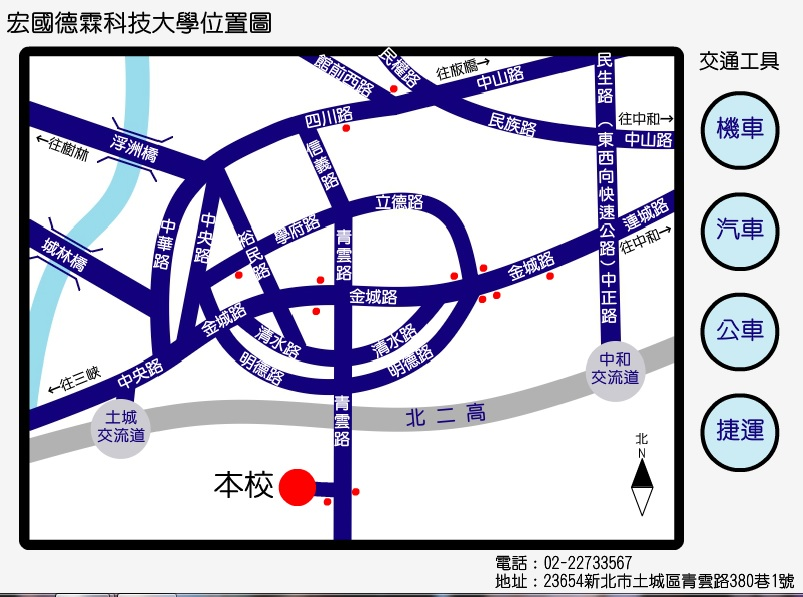 宏國德霖科技大學位置圖
交通工具
機車
汽車
公車
捷運
館前西路
民權路
往板橋→
中山路
民生路(東西向快速公路)中正路
四川路
民族路
往中和→
中山路
浮洲橋
←往樹林
信義路
立德路
連城路
往中和→
中華路
中央路
裕民路
學府路
青雲路
城林橋
金城路
金城路
金城路
清水路
清水路
明德路
明德路
中央路
←往三峽
中和
交流道
土城
交流道
青雲路
北二高
本校
北
N
電話：02-22733567
地址：23654新北市土城區青雲路380巷1號